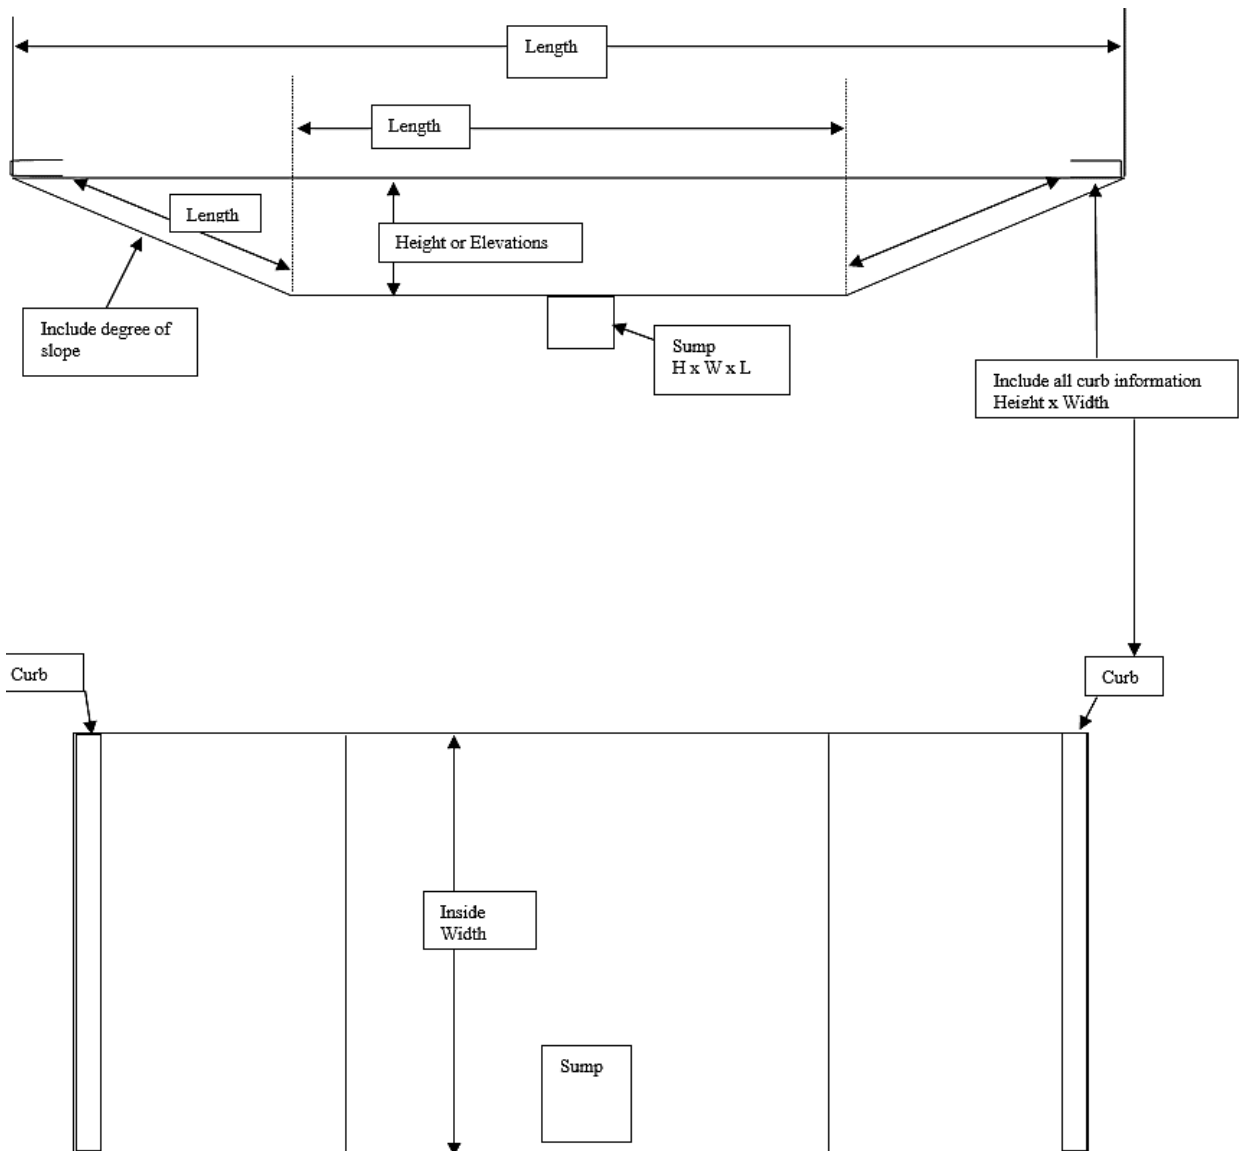 Length
Length
Length
Height or Elevations
Include degree of
slope
Sump
H x W x L
Include all curb information
Height x Width
Curb
Curb
Inside
Width
Sump